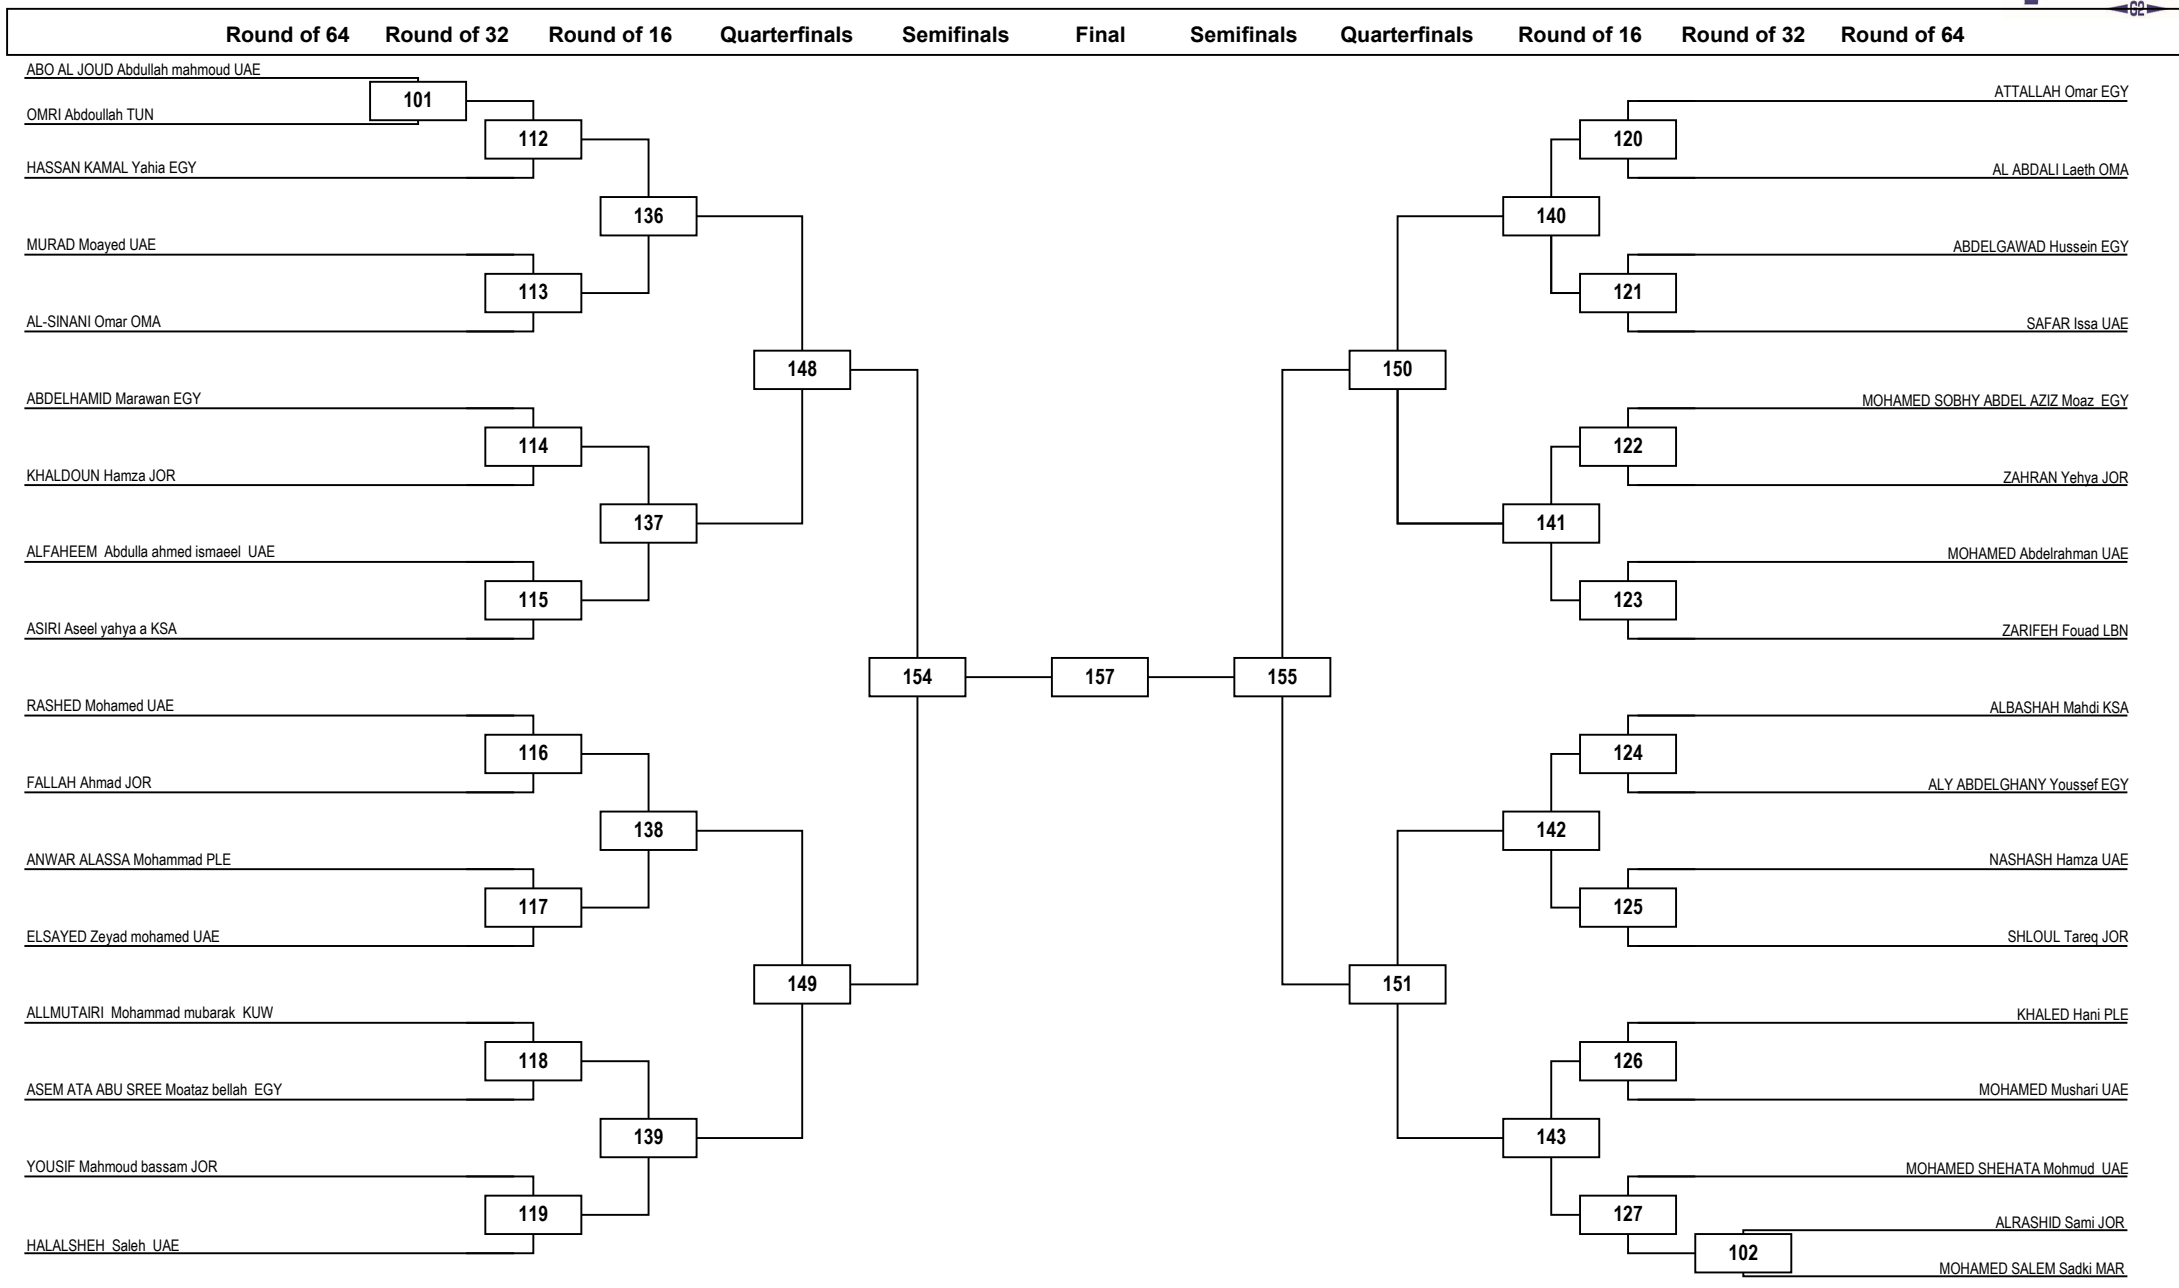 Round of 64 Round of 32 Round of 16 Quarterfinals Semifinals Final Semifinals Quarterfinals Round of 16 Round of 32 Round of 64
ABO AL JOUD Abdullah mahmoud UAE
101
OMRI Abdoullah TUN
112
HASSAN KAMAL Yahia EGY
136
MURAD Moayed UAE
113
AL-SINANI Omar OMA
148
ABDELHAMID Marawan EGY
114
KHALDOUN Hamza JOR
137
ALFAHEEM Abdulla ahmed ismaeel UAE
115
ASIRI Aseel yahya a KSA
154
RASHED Mohamed UAE
116
FALLAH Ahmad JOR
138
ANWAR ALASSA Mohammad PLE
117
ELSAYED Zeyad mohamed UAE
149
ALLMUTAIRI Mohammad mubarak KUW
118
ASEM ATA ABU SREE Moataz bellah EGY
139
YOUSIF Mahmoud bassam JOR
119
HALALSHEH Saleh UAE
157
ATTALLAH Omar EGY
120
AL ABDALI Laeth OMA
140
ABDELGAWAD Hussein EGY
121
SAFAR Issa UAE
150
MOHAMED SOBHY ABDEL AZIZ Moaz EGY
122
ZAHRAN Yehya JOR
141
MOHAMED Abdelrahman UAE
123
ZARIFEH Fouad LBN
155
ALBASHAH Mahdi KSA
124
ALY ABDELGHANY Youssef EGY
142
NASHASH Hamza UAE
125
SHLOUL Tareq JOR
151
KHALED Hani PLE
126
MOHAMED Mushari UAE
143
MOHAMED SHEHATA Mohmud UAE
127
ALRASHID Sami JOR
102
MOHAMED SALEM Sadki MAR